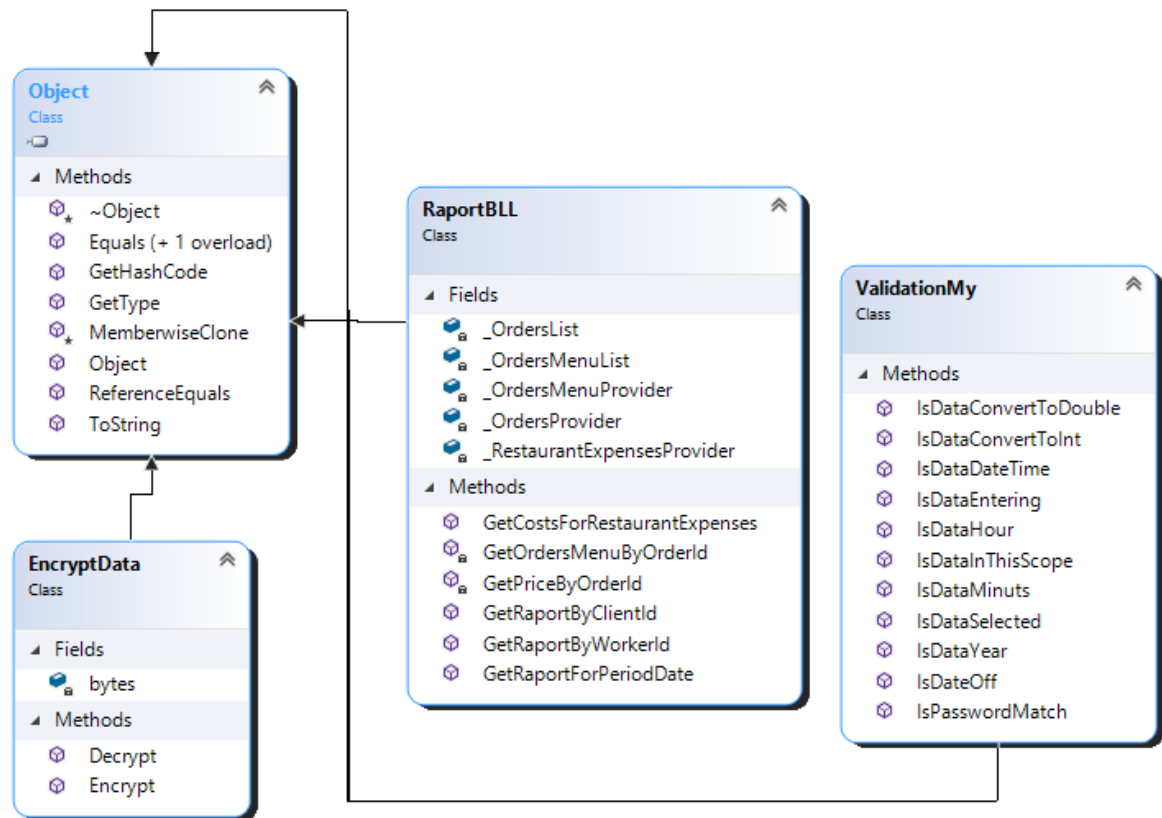 Object
Class
Methods
~Object
Equals (+ 1 overload)
GetHashCode
GetType
MemberwiseClone
Object
ReferenceEquals
ToString
EncryptData
Class
Fields
bytes
Methods
Decrypt
Encrypt
RaportBLL
Class
Fields
_OrdersList
_OrdersMenuList
_OrdersMenuProvider
_OrdersProvider
_RestaurantExpensesProvider
Methods
GetCostsForRestaurantExpenses
GetOrdersMenuByOrderId
GetPriceByOrderId
GetRaportByClientId
GetRaportByWorkerId
GetRaportForPeriodDate
ValidationMy
Class
Methods
IsDataConvertToDouble
IsDataConvertToInt
IsDataDateTime
IsDataEntering
IsDataHour
IsDataInThisScope
IsDataMinuts
IsDataSelected
IsDataYear
IsDateOff
IsPasswordMatch